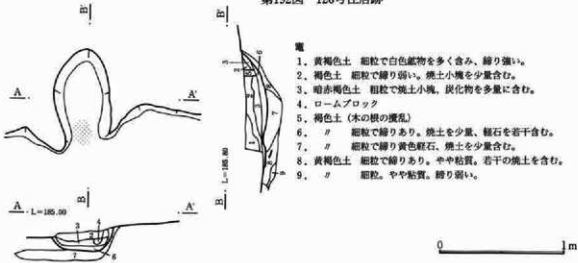 第192図 126号住居跡
B'
A
A'
B
B'
B
L=185.80
3
2
5
7
1
6
8
9
A
L=185.00
A'
3
4
2
7
6
竈
1. 黄褐色土 細粒で白色鉱物を多く含み、締り強い。
2. 褐色土 細粒で締り弱い。焼土小塊を少量含む。
3. 暗赤褐色土 粗粒で焼土小塊、炭化物を多量に含む。
4. ロームブロック
5. 褐色土 (木の根の攪乱)
6. 〃 細粒で締りあり。焼土を少量、軽石を若干含む。
7. 〃 細粒で締り黄色軽石、焼土を少量含む。
8. 黄褐色土 細粒で締りあり。やや粘質。若干の焼土を含む。
9. 〃 細粒。やや粘質。締り弱い。
0 1m